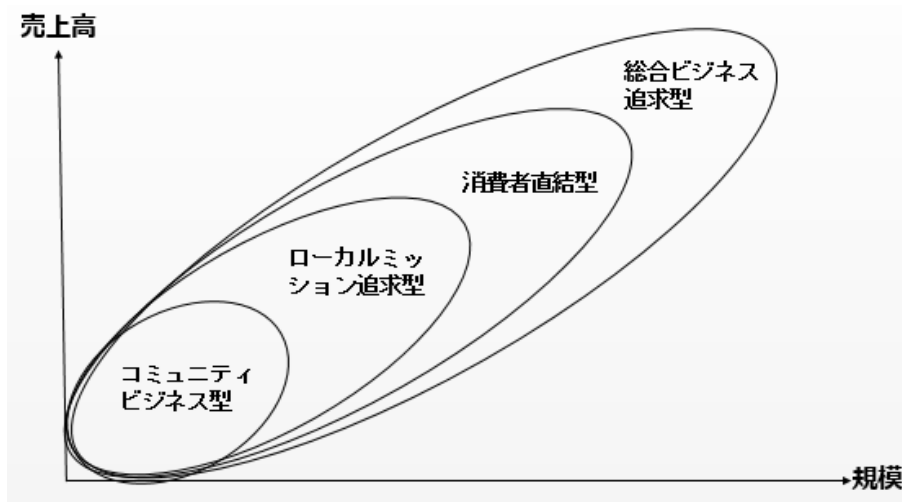 売上高
総合ビジネス
追求型
消費者直結型
ローカルミッ
ション追求型
コミュニティ
ビジネス型
規模